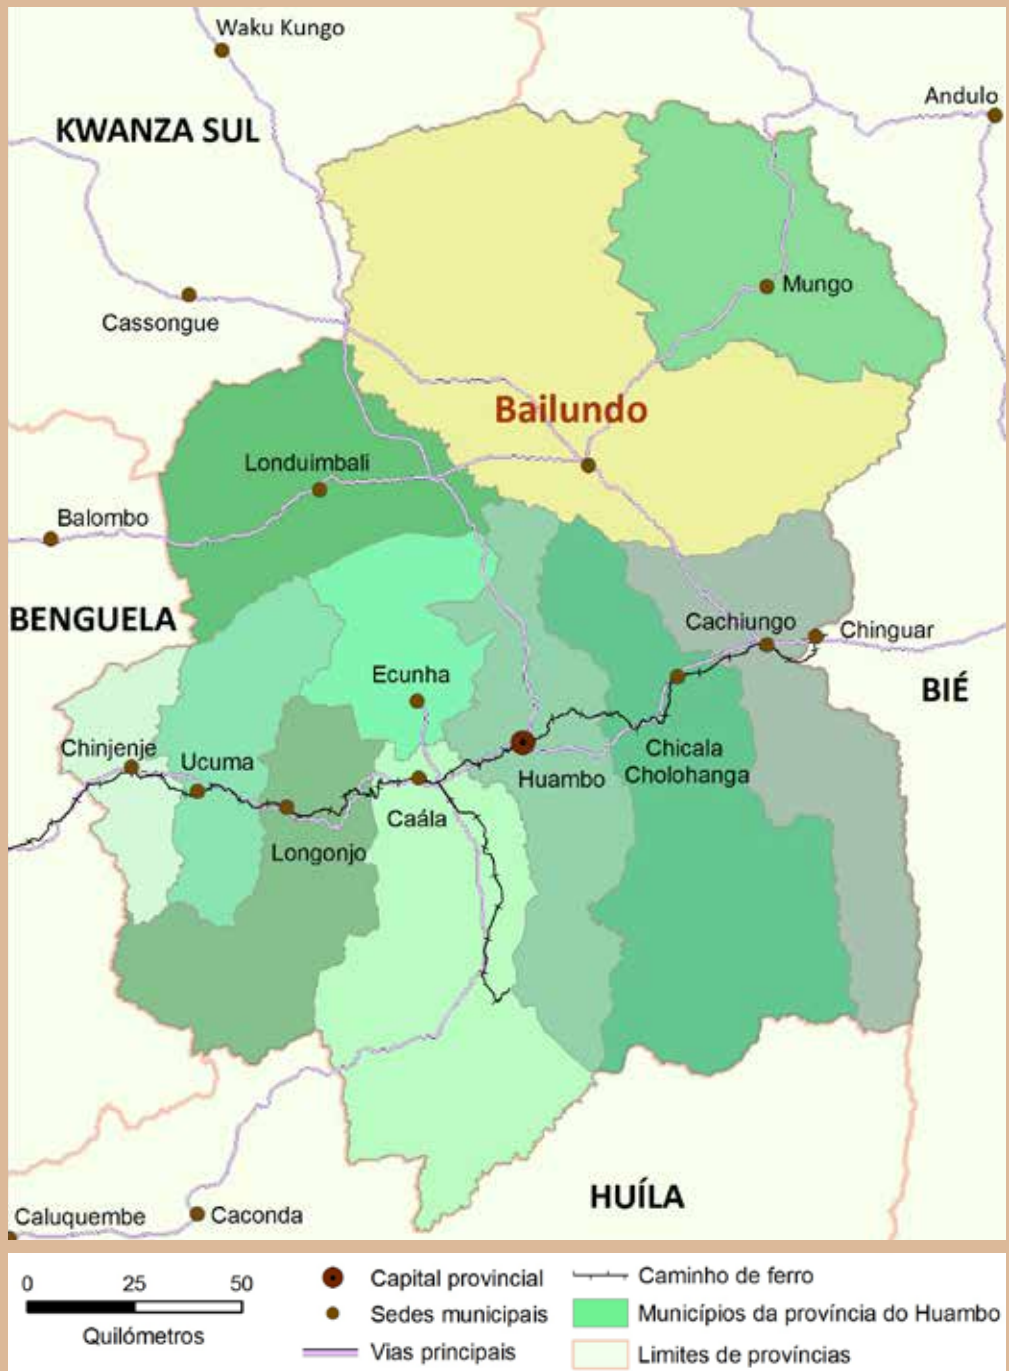 Waku Kungo
Andulo
KWANZA SUL
Mungo
Cassongue
Bailundo
Londuimbali
Balombo
BENGUELA
Cachiungo
Chinguar
Ecunha
BIÉ
Chinjenje
Ucuma
Huambo
Chicala
Cholohanga
Caála
Longonjo
HUÍLA
Caluquembe
Caconda
0 25 50
Quilómetros
Capital provincial
Sedes municipais
Vias principais
Caminho de ferro
Municípios da província do Huambo
Limites de províncias